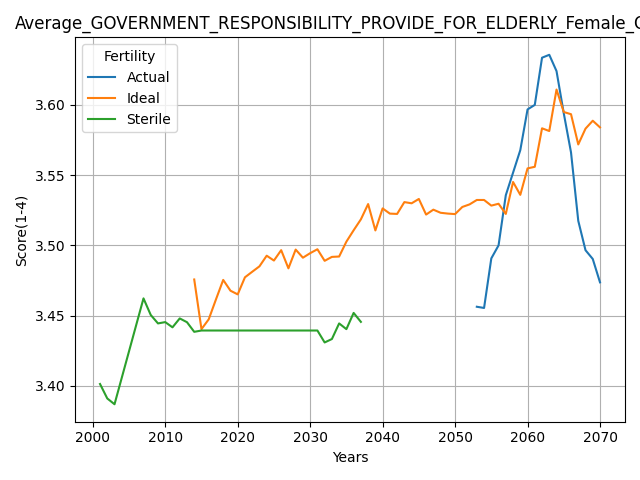 Average_GOVERNMENT_RESPONSIBILITY_PROVIDE_FOR_ELDERLY_Female_
Fertility
Actual
Ideal
Sterile
Score(1-4)
3.60
3.55
3.50
3.45
3.40
2000 2010 2020 2030 2040 2050 2060 2070
Years